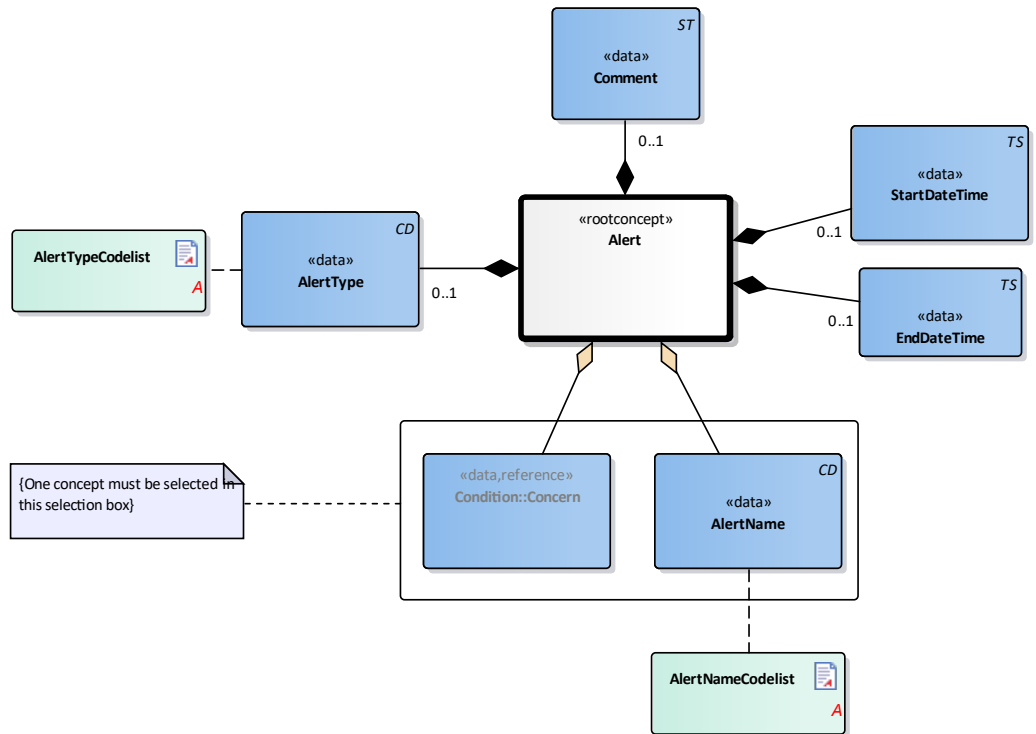 ST
«data»
Comment
0..1
TS
«data»
StartDateTime
0..1
«rootconcept»
Alert
CD
«data»
AlertType
0..1
AlertTypeCodelist
A
TS
«data»
EndDateTime
0..1
{One concept must be selected in
this selection box}
«data,reference»
Condition::Concern
CD
«data»
AlertName
AlertNameCodelist
A